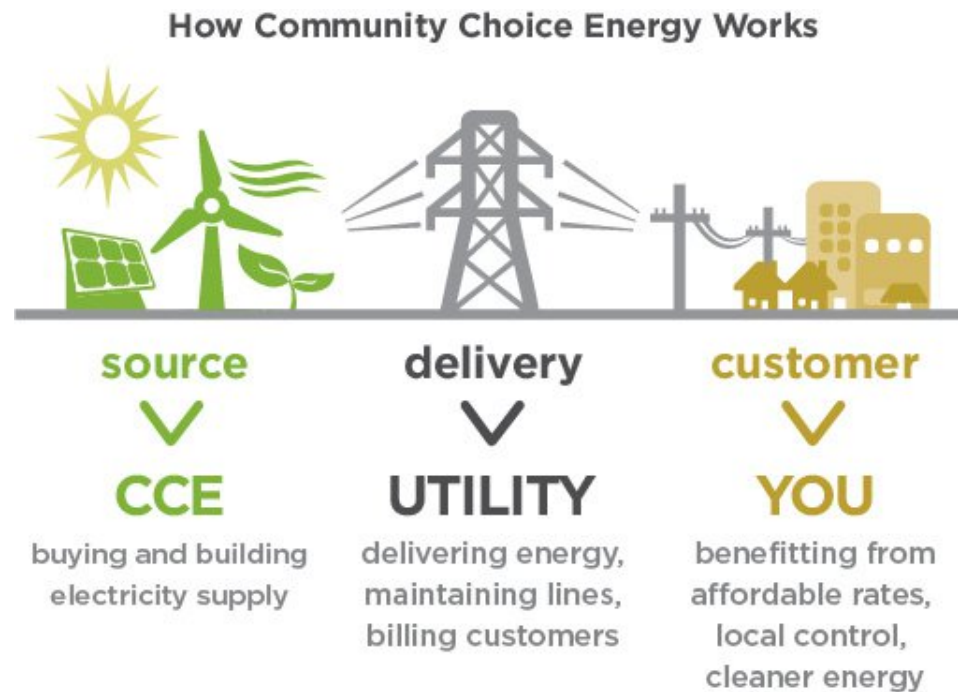 How Community Choice Energy Works
source
CCE
buying and building
electricity supply
delivery
UTILITY
delivering energy,
maintaining lines,
billing customers
customer
YOU
benefitting from
affordable rates,
local control,
cleaner energy